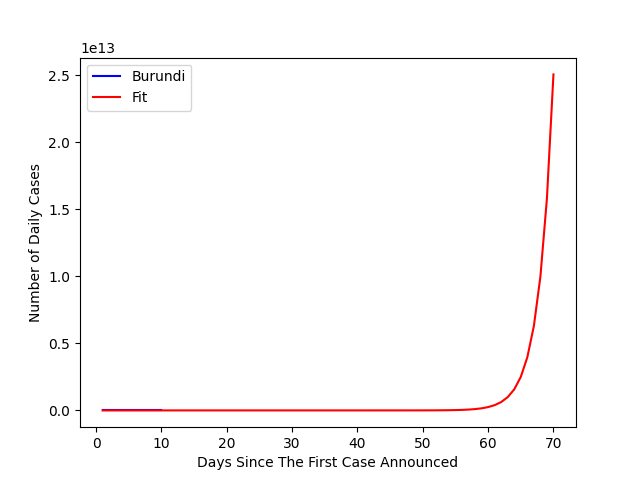 1e13
Burundi
Fit
2.5
2.0
1.5
1.0
0.5
0.0
Number of Daily Cases
0 10 20 30 40 50 60 70
Days Since The First Case Announced